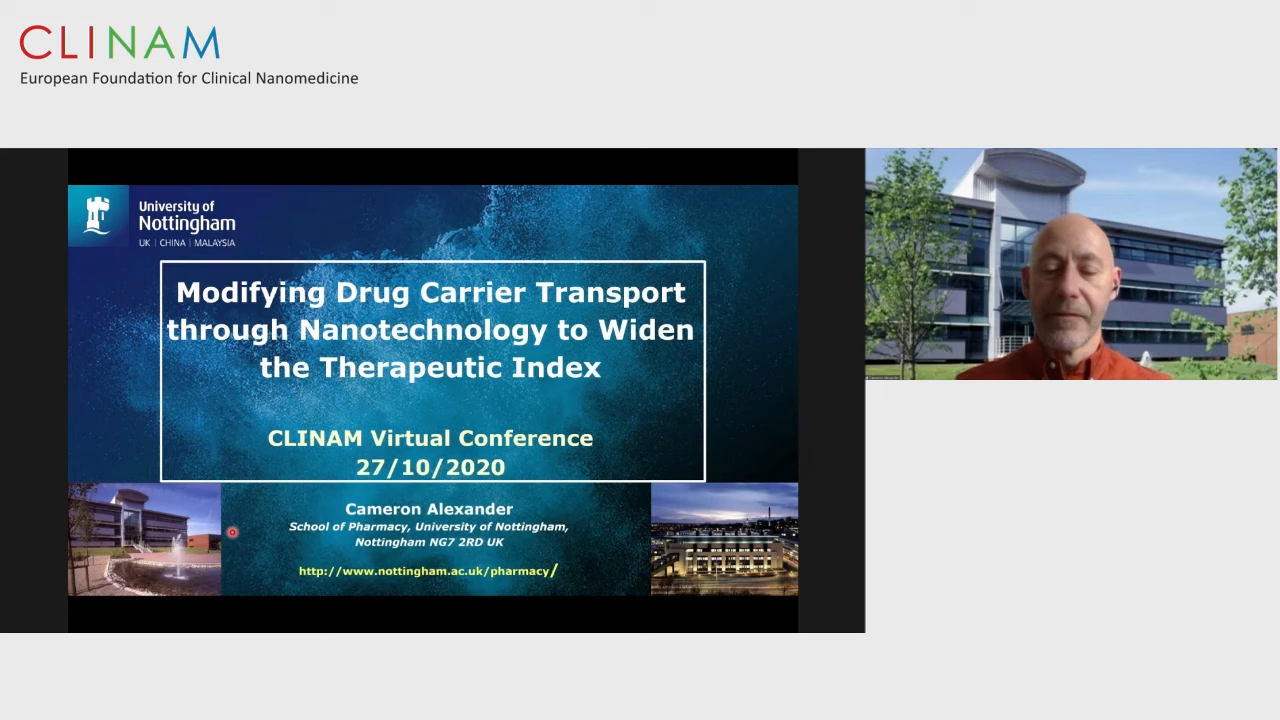 CLINAM
European Foundation for Clinical Nanomedicine
University of
Nottingham
UK | CHINA | MALAYSIA
Modifying Drug Carrier Transport
through Nanotechnology to Widen
the Therapeutic Index
CLINAM Virtual Conference
27/10/2020
Cameron Alexander
School of Pharmacy, University of Nottingham,
Nottingham NG7 2RD UK
http://www.nottingham.ac.uk/pharmacy/